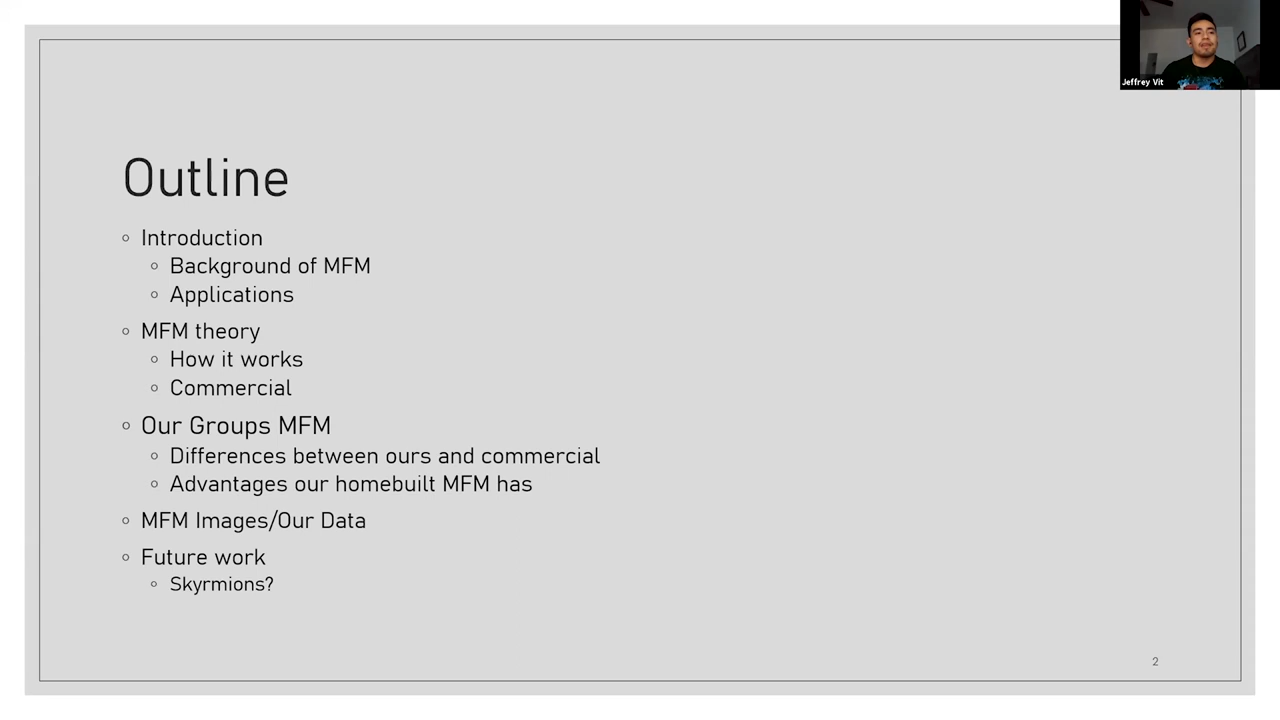 Jeffrey Vit
Outline
Introduction
Background of MFM
Applications
MFM theory
How it works
Commercial
Our Groups MFM
Differences between ours and commercial
Advantages our homebuilt MFM has
MFM Images/Our Data
Future work
Skyrmions?
2